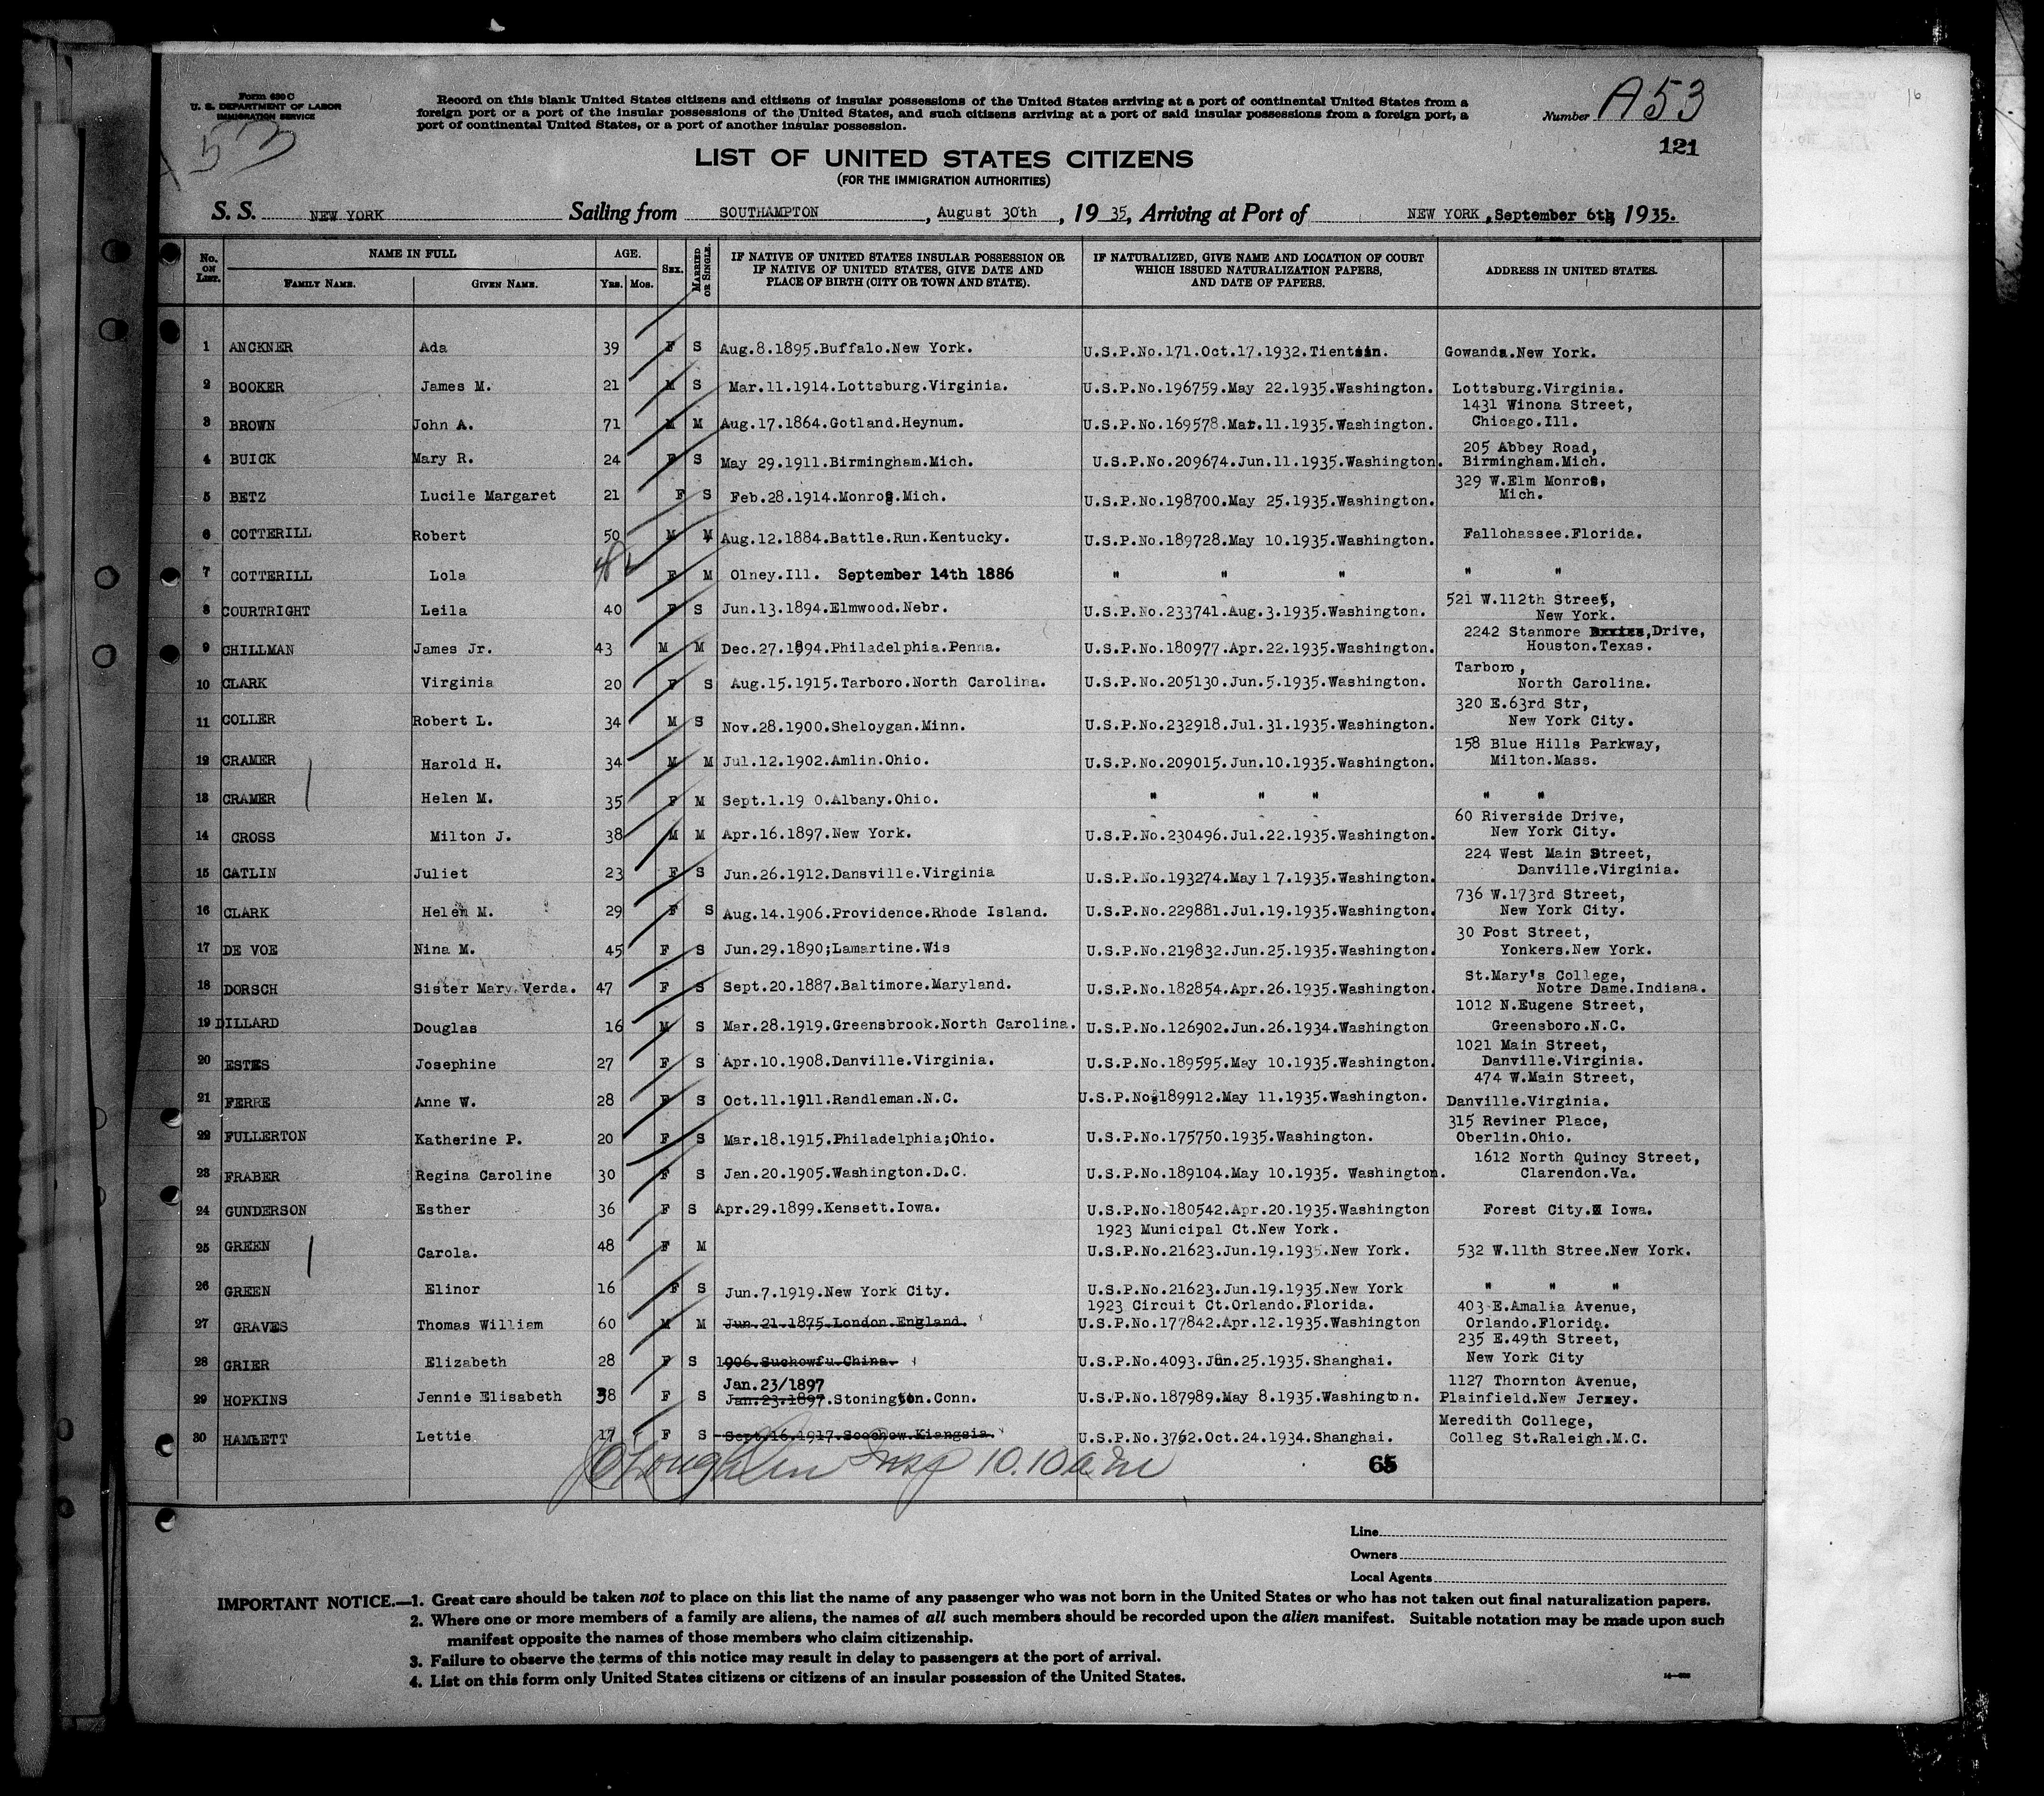 Form 630 C
U. S. DEPARTMENT OF LABOR
IMMIGRATION SERVICE
Record on this blank United States citizens and citizens of insular possessions of the United States arriving at a port of continental United States from a
foreign port or a port of the insular possessions of the United States, and such citizens arriving at a port of said insular possessions from a foreign port, a
port of continental United States, or a port of another insular possession.
Number A53
121
LIST OF UNITED STATES CITIZENS
(FOR THE IMMIGRATION AUTHORITIES)
S. S. NEW YORK Sailing from SOUTHAMPTON, August 30th, 1935, Arriving at Port of NEW YORK, September 6th, 1935.
No. ON LIST. NAME IN FULL FAMILY NAME. GIVEN NAME. AGE. YRS. MOS. SEX. MARRIED OR SINGLE. IF NATIVE OF UNITED STATES INSULAR POSSESSION OR IF NATIVE OF UNITED STATES, GIVE DATE AND PLACE OF BIRTH (CITY OR TOWN AND STATE). IF NATURALIZED, GIVE NAME AND LOCATION OF COURT WHICH ISSUED NATURALIZATION PAPERS, AND DATE OF PAPERS. ADDRESS IN UNITED STATES.
1 ANCKNER Ada 39 F S Aug.8.1895.Buffalo.New York. U.S.P.No.171.Oct.17.1932.Tientsin. Gowanda.New York.
2 BOOKER James M. 21 M S Mar.11.1914.Lottsburg.Virginia. U.S.P.No.196759.May 22.1935.Washington. Lottsburg.Virginia.
3 BROWN John A. 71 M M Aug.17.1864.Gotland.Heynum. U.S.P.No.169578.Mar.11.1935.Washington. 1431 Winona Street, Chicago.Ill.
4 BUICK Mary R. 24 F S May 29.1911.Birmingham.Mich. U.S.P.No.209674.Jun.11.1935.Washington. 205 Abbey Road, Birmingham.Mich.
5 BETZ Lucile Margaret 21 F S Feb.28.1914.Monroe.Mich. U.S.P.No.198700.May 25.1935.Washington. 329 W.Elm Monroe, Mich.
6 COTTERILL Robert 50 M M Aug.12.1884.Battle.Run.Kentucky. U.S.P.No.189728.May 10.1935.Washington. Fallohassee.Florida.
7 COTTERILL Lola F M Olney.Ill. September 14th 1886 " " " " "
8 COURTRIGHT Leila 40 F S Jun.13.1894.Elmwood.Nebr. U.S.P.No.233741.Aug.3.1935.Washington. 521 W.112th Street, New York.
9 CHILLMAN James Jr. 43 M M Dec.27.1894.Philadelphia.Penna. U.S.P.No.180977.Apr.22.1935.Washington. 2242 Stanmore Drive, Houston.Texas.
10 CLARK Virginia 20 F S Aug.15.1915.Tarboro.North Carolina. U.S.P.No.205130.Jun.5.1935.Washington. Tarboro, North Carolina.
11 COLLER Robert L. 34 M S Nov.28.1900.Sheloygan.Minn. U.S.P.No.232918.Jul.31.1935.Washington. 320 E.63rd Str, New York City.
12 CRAMER Harold H. 34 M M Jul.12.1902.Amlin.Ohio. U.S.P.No.209015.Jun.10.1935.Washington. 158 Blue Hills Parkway, Milton.Mass.
13 CRAMER Helen M. 35 F M Sept.1.19 0.Albany.Ohio. " " " " "
14 CROSS Milton J. 38 M M Apr.16.1897.New York. U.S.P.No.230496.Jul.22.1935.Washington. 60 Riverside Drive, New York City.
15 CATLIN Juliet 23 F S Jun.26.1912.Dansville.Virginia U.S.P.No.193274.May 17.1935.Washington. 224 West Main Street, Danville.Virginia.
16 CLARK Helen M. 29 F S Aug.14.1906.Providence.Rhode Island. U.S.P.No.229881.Jul.19.1935.Washington. 736 W.173rd Street, New York City.
17 DE VOE Nina M. 45 F S Jun.29.1890;Lamartine.Wis U.S.P.No.219832.Jun.25.1935.Washington. 30 Post Street, Yonkers.New York.
18 DORSCH Sister Mary Verda. 47 F S Sept.20.1887.Baltimore.Maryland. U.S.P.No.182854.Apr.26.1935.Washington. St.Mary's College, Notre Dame.Indiana.
19 DILLARD Douglas 16 M S Mar.28.1919.Greensbrook.North Carolina. U.S.P.No.126902.Jun.26.1934.Washington 1012 N.Eugene Street, Greensboro.N.C.
20 ESTES Josephine 27 F S Apr.10.1908.Danville.Virginia. U.S.P.No.189595.May 10.1935.Washington. 1021 Main Street, Danville.Virginia.
21 FERRE Anne W. 28 F S Oct.11.1911.Randleman.N.C. U.S.P.No.189912.May 11.1935.Washington. 474 W.Main Street, Danville.Virginia.
22 FULLERTON Katherine P. 20 F S Mar.18.1915.Philadelphia;Ohio. U.S.P.No.175750.1935.Washington. 315 Reviner Place, Oberlin.Ohio.
23 FRABER Regina Caroline 30 F S Jan.20.1905.Washington.D.C. U.S.P.No.189104.May 10.1935. Washington. 1612 North Quincy Street, Clarendon.Va.
24 GUNDERSON Esther 36 F S Apr.29.1899.Kensett.Iowa. U.S.P.No.180542.Apr.20.1935.Washington Forest City. Iowa.
25 GREEN Carola. 48 F M 1923 Municipal Ct.New York. U.S.P.No.21623.Jun.19.1935.New York. 532 W.11th Stree.New York.
26 GREEN Elinor 16 F S Jun.7.1919.New York City. U.S.P.No.21623.Jun.19.1935.New York " " "
27 GRAVES Thomas William 60 M M Jun.21.1875.London.England. 1923 Circuit Ct.Orlando.Florida. U.S.P.No.177842.Apr.12.1935.Washington 403 E.Amalia Avenue, Orlando.Florida.
28 GRIER Elizabeth 28 F S 1906.Suchowfu.China. U.S.P.No.4093.Jun.25.1935.Shanghai. 235 E.49th Street, New York City
29 HOPKINS Jennie Elisabeth 38 F S Jan.23/1897 Jan.23.1897.Stonington.Conn. U.S.P.No.187989.May 8.1935.Washington. 1127 Thornton Avenue, Plainfield.New Jersey.
30 HAMLETT Lettie 17 F S Sept.16.1917.Soochow.Kiangsia. U.S.P.No.3762.Oct.24.1934.Shanghai. Meredith College, Colleg St.Raleigh.M.C.
Insp 10.10 am
65
Line
Owners
Local Agents
IMPORTANT NOTICE.—1. Great care should be taken not to place on this list the name of any passenger who was not born in the United States or who has not taken out final naturalization papers.
2. Where one or more members of a family are aliens, the names of all such members should be recorded upon the alien manifest. Suitable notation may be made upon such
manifest opposite the names of those members who claim citizenship.
3. Failure to observe the terms of this notice may result in delay to passengers at the port of arrival.
4. List on this form only United States citizens or citizens of an insular possession of the United States.